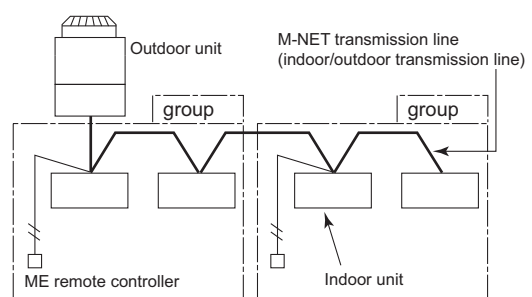 Outdoor unit
M-NET transmission line
(indoor/outdoor transmission line)
group
group
ME remote controller
Indoor unit